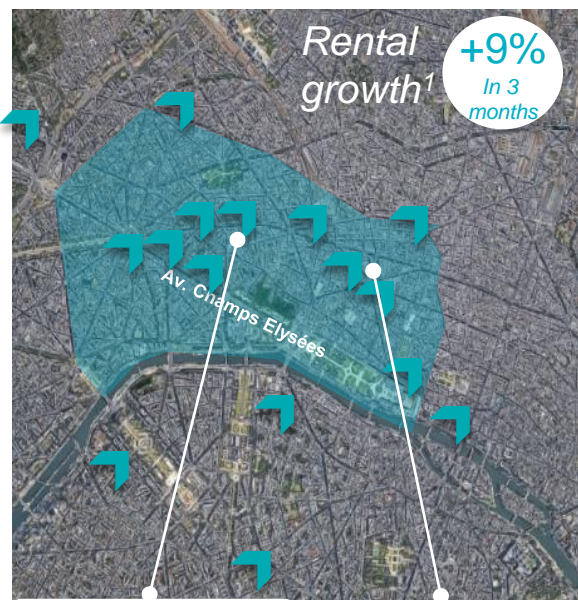 Rental
growth¹
+9%
In 3
months
Av. Champs Elysées